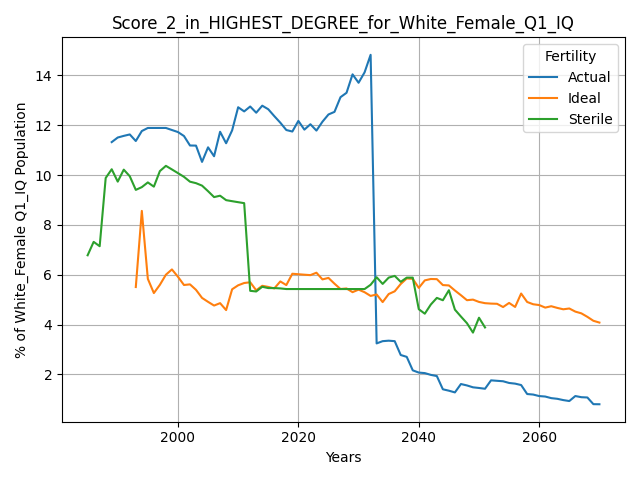 Score_2_in_HIGHEST_DEGREE_for_White_Female_Q1_IQ
Fertility
Actual
Ideal
Sterile
% of White_Female Q1_IQ Population
14
12
10
8
6
4
2
2000
2020
2040
2060
Years